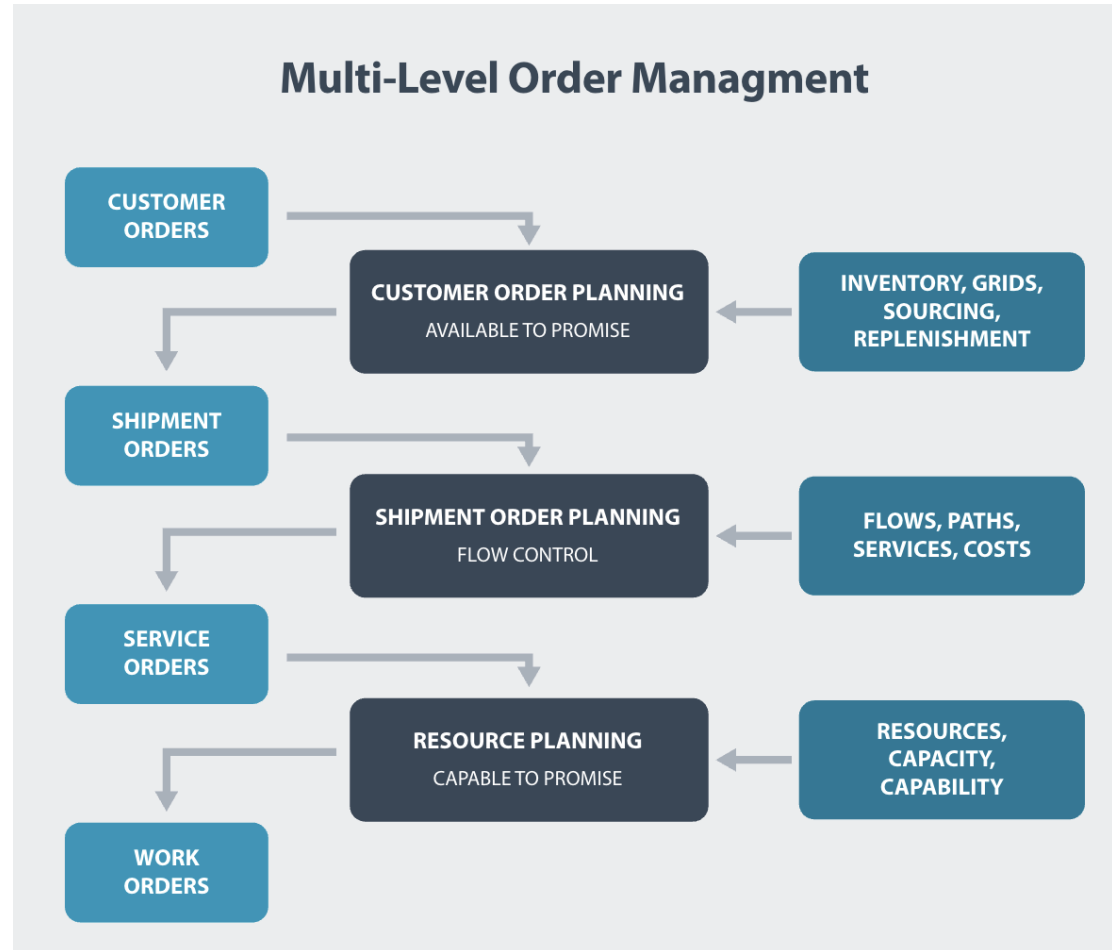 Multi-Level Order Managment
CUSTOMER
ORDERS
CUSTOMER ORDER PLANNING
AVAILABLE TO PROMISE
INVENTORY, GRIDS,
SOURCING,
REPLENISHMENT
SHIPMENT
ORDERS
SHIPMENT ORDER PLANNING
FLOW CONTROL
FLOWS, PATHS,
SERVICES, COSTS
SERVICE
ORDERS
RESOURCE PLANNING
CAPABLE TO PROMISE
RESOURCES,
CAPACITY,
CAPABILITY
WORK
ORDERS